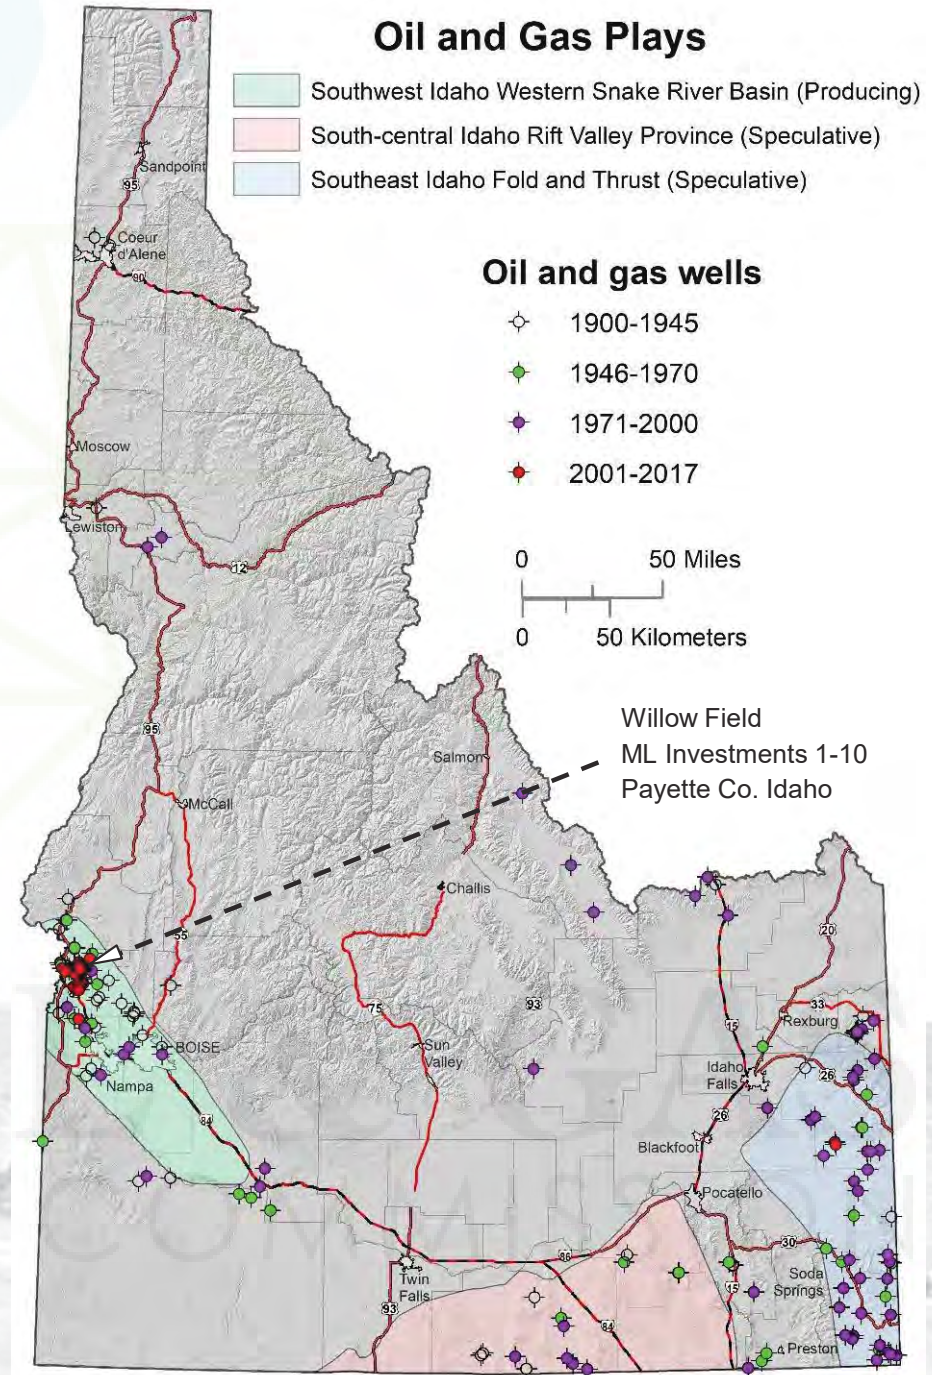 Oil and Gas Plays
Southwest Idaho Western Snake River Basin (Producing)
South-central Idaho Rift Valley Province (Speculative)
Southeast Idaho Fold and Thrust (Speculative)
Oil and gas wells
1900-1945
1946-1970
1971-2000
2001-2017
0 50 Miles
0 50 Kilometers
Willow Field
ML Investments 1-10
Payette Co. Idaho
Sandpoint
95
Coeur
d'Alene
90
Moscow
Lewiston
12
95
Salmon
McCall
Challis
55
20
75
93
33
Rexburg
15
BOISE
Sun
Valley
Idaho
Falls
26
Nampa
84
26
Blackfoot
Pocatello
30
86
Twin
Falls
Soda
Springs
15
93
84
Preston
COMMISSION